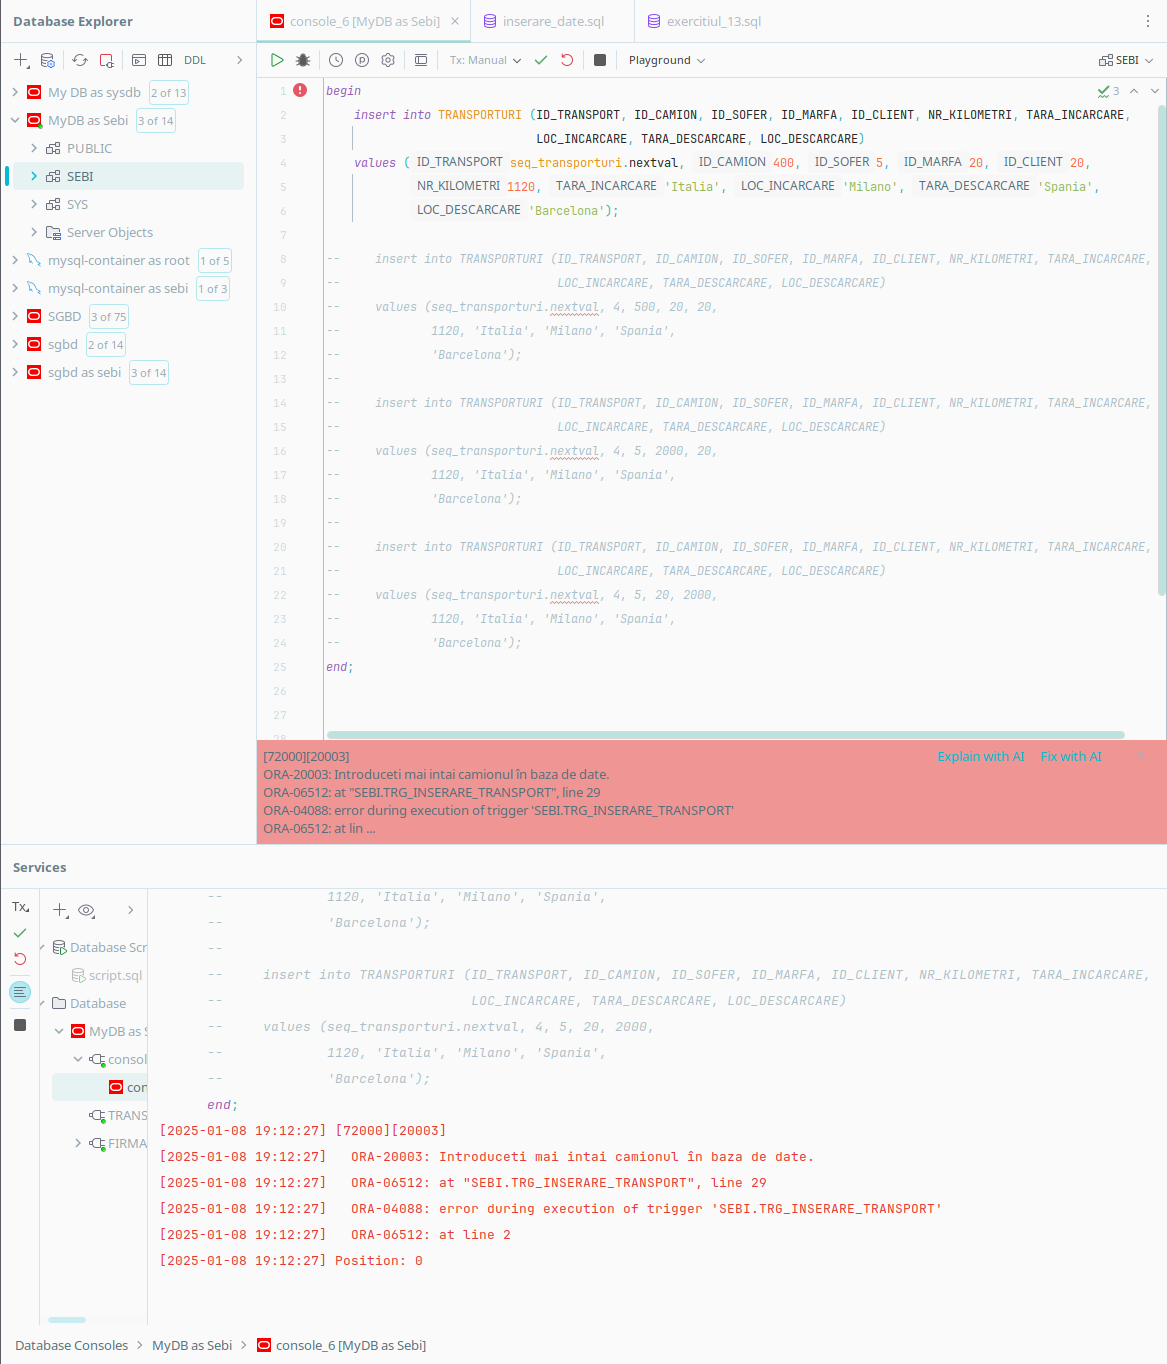 Database Explorer
console_6 [MyDB as Sebi]
inserare_date.sql
exercitiul_13.sql
DDL
Tx: Manual
Playground
SEBI
My DB as sysdb 2 of 13
MyDB as Sebi 3 of 14
PUBLIC
SEBI
SYS
Server Objects
mysql-container as root 1 of 5
mysql-container as sebi 1 of 3
SGBD 3 of 75
sgbd 2 of 14
sgbd as sebi 3 of 14
3
1 begin
2 insert into TRANSPORTURI (ID_TRANSPORT, ID_CAMION, ID_SOFER, ID_MARFA, ID_CLIENT, NR_KILOMETRI, TARA_INCARCARE,
3 LOC_INCARCARE, TARA_DESCARCARE, LOC_DESCARCARE)
4 values ( ID_TRANSPORT seq_transporturi.nextval, ID_CAMION 400, ID_SOFER 5, ID_MARFA 20, ID_CLIENT 20,
5 NR_KILOMETRI 1120, TARA_INCARCARE 'Italia', LOC_INCARCARE 'Milano', TARA_DESCARCARE 'Spania',
6 LOC_DESCARCARE 'Barcelona');
7
8 -- insert into TRANSPORTURI (ID_TRANSPORT, ID_CAMION, ID_SOFER, ID_MARFA, ID_CLIENT, NR_KILOMETRI, TARA_INCARCARE,
9 -- LOC_INCARCARE, TARA_DESCARCARE, LOC_DESCARCARE)
10 -- values (seq_transporturi.nextval, 4, 500, 20, 20,
11 -- 1120, 'Italia', 'Milano', 'Spania',
12 -- 'Barcelona');
13 --
14 -- insert into TRANSPORTURI (ID_TRANSPORT, ID_CAMION, ID_SOFER, ID_MARFA, ID_CLIENT, NR_KILOMETRI, TARA_INCARCARE,
15 -- LOC_INCARCARE, TARA_DESCARCARE, LOC_DESCARCARE)
16 -- values (seq_transporturi.nextval, 4, 5, 2000, 20,
17 -- 1120, 'Italia', 'Milano', 'Spania',
18 -- 'Barcelona');
19 --
20 -- insert into TRANSPORTURI (ID_TRANSPORT, ID_CAMION, ID_SOFER, ID_MARFA, ID_CLIENT, NR_KILOMETRI, TARA_INCARCARE,
21 -- LOC_INCARCARE, TARA_DESCARCARE, LOC_DESCARCARE)
22 -- values (seq_transporturi.nextval, 4, 5, 20, 2000,
23 -- 1120, 'Italia', 'Milano', 'Spania',
24 -- 'Barcelona');
25 end;
26
27
28
[72000][20003]
Explain with AI Fix with AI
ORA-20003: Introduceti mai intai camionul în baza de date.
ORA-06512: at "SEBI.TRG_INSERARE_TRANSPORT", line 29
ORA-04088: error during execution of trigger 'SEBI.TRG_INSERARE_TRANSPORT'
ORA-06512: at lin ...
Services
Tx
Database Scr
script.sql
Database
MyDB as S
consol
con
TRANS
FIRMA
-- 1120, 'Italia', 'Milano', 'Spania',
-- 'Barcelona');
--
-- insert into TRANSPORTURI (ID_TRANSPORT, ID_CAMION, ID_SOFER, ID_MARFA, ID_CLIENT, NR_KILOMETRI, TARA_INCARCARE,
-- LOC_INCARCARE, TARA_DESCARCARE, LOC_DESCARCARE)
-- values (seq_transporturi.nextval, 4, 5, 20, 2000,
-- 1120, 'Italia', 'Milano', 'Spania',
-- 'Barcelona');
end;
[2025-01-08 19:12:27] [72000][20003]
[2025-01-08 19:12:27] ORA-20003: Introduceti mai intai camionul în baza de date.
[2025-01-08 19:12:27] ORA-06512: at "SEBI.TRG_INSERARE_TRANSPORT", line 29
[2025-01-08 19:12:27] ORA-04088: error during execution of trigger 'SEBI.TRG_INSERARE_TRANSPORT'
[2025-01-08 19:12:27] ORA-06512: at line 2
[2025-01-08 19:12:27] Position: 0
Database Consoles > MyDB as Sebi > console_6 [MyDB as Sebi]